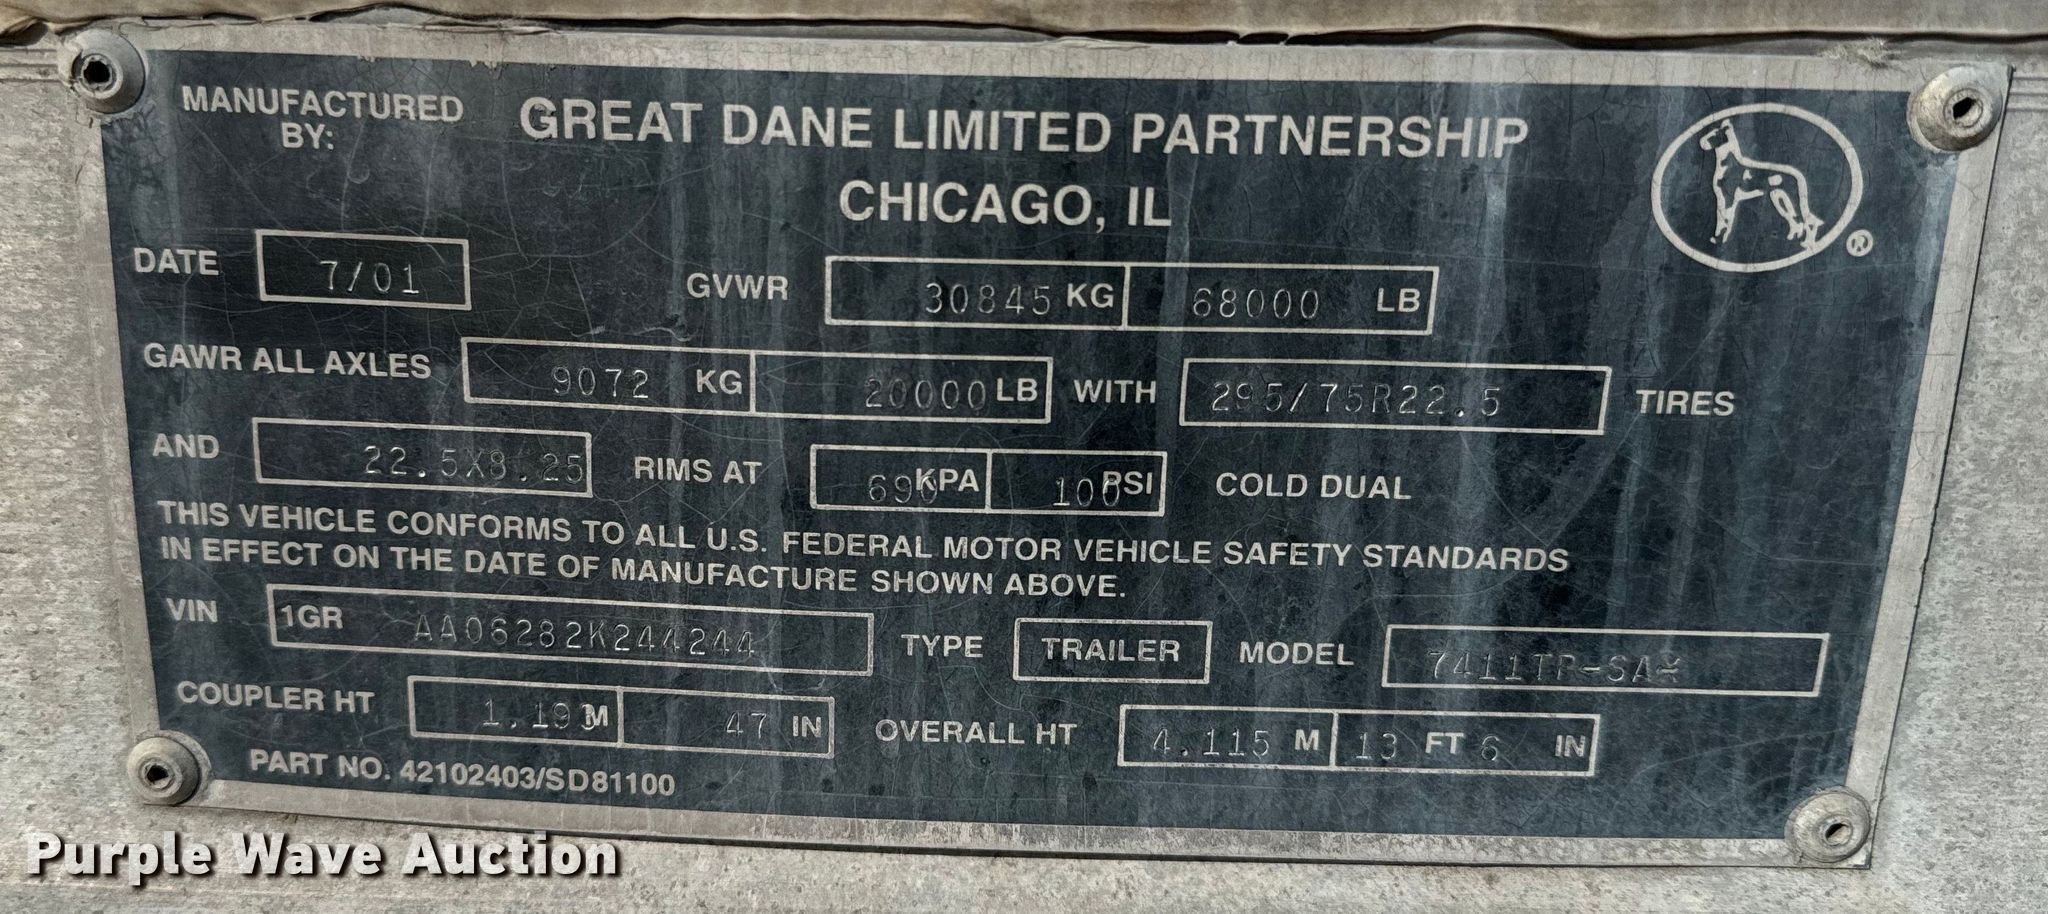 MANUFACTURED BY: GREAT DANE LIMITED PARTNERSHIP
CHICAGO, IL
®
DATE 7/01 GVWR 30845 KG 68000 LB
GAWR ALL AXLES 9072 KG 20000 LB WITH 295/75R22.5 TIRES
AND 22.5X8.25 RIMS AT 690 KPA 100 PSI COLD DUAL
THIS VEHICLE CONFORMS TO ALL U.S. FEDERAL MOTOR VEHICLE SAFETY STANDARDS
IN EFFECT ON THE DATE OF MANUFACTURE SHOWN ABOVE.
VIN 1GR AA06282K244244 TYPE TRAILER MODEL
COUPLER HT 1.193 M 47 IN OVERALL HT 4.115 M 13 FT 6 IN
PART NO. 42102403/SD81100
Purple Wave Auction